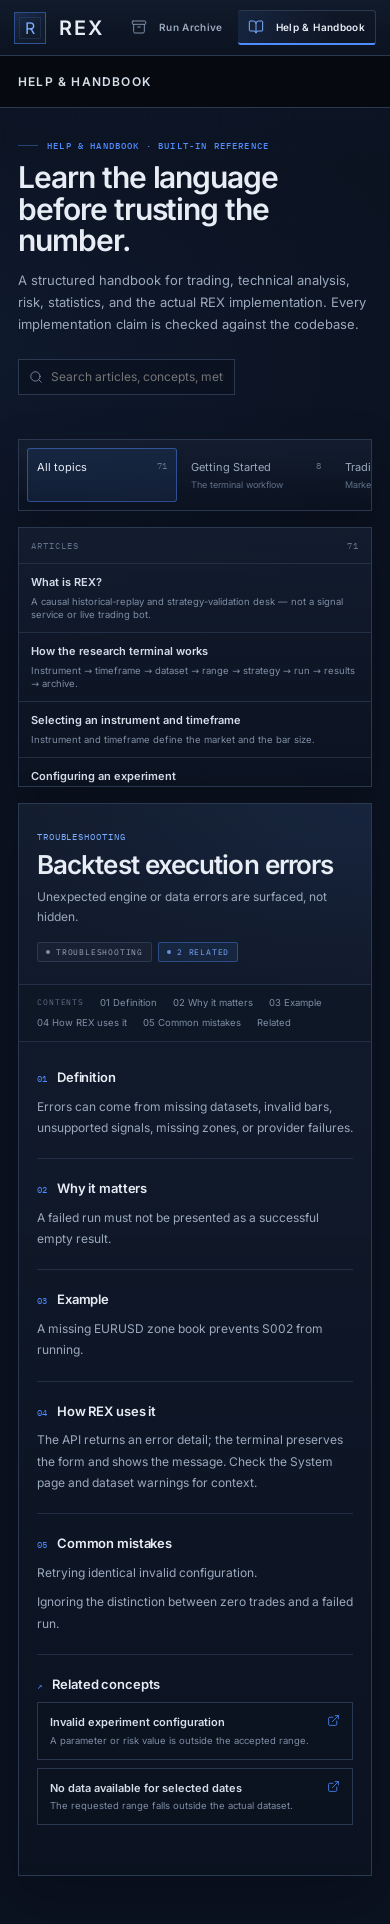 R REX Run Archive Help & Handbook
HELP & HANDBOOK
HELP & HANDBOOK · BUILT-IN REFERENCE
Learn the language
before trusting the
number.
A structured handbook for trading, technical analysis,
risk, statistics, and the actual REX implementation. Every
implementation claim is checked against the codebase.
Search articles, concepts, met
All topics 71 Getting Started 8 Tradi
The terminal workflow Marke
ARTICLES 71
What is REX?
A causal historical-replay and strategy-validation desk — not a signal
service or live trading bot.
How the research terminal works
Instrument → timeframe → dataset → range → strategy → run → results
→ archive.
Selecting an instrument and timeframe
Instrument and timeframe define the market and the bar size.
Configuring an experiment
TROUBLESHOOTING
Backtest execution errors
Unexpected engine or data errors are surfaced, not
hidden.
TROUBLESHOOTING 2 RELATED
CONTENTS 01 Definition 02 Why it matters 03 Example
04 How REX uses it 05 Common mistakes Related
01 Definition
Errors can come from missing datasets, invalid bars,
unsupported signals, missing zones, or provider failures.
02 Why it matters
A failed run must not be presented as a successful
empty result.
03 Example
A missing EURUSD zone book prevents S002 from
running.
04 How REX uses it
The API returns an error detail; the terminal preserves
the form and shows the message. Check the System
page and dataset warnings for context.
05 Common mistakes
Retrying identical invalid configuration.
Ignoring the distinction between zero trades and a failed
run.
↗ Related concepts
Invalid experiment configuration
A parameter or risk value is outside the accepted range.
No data available for selected dates
The requested range falls outside the actual dataset.